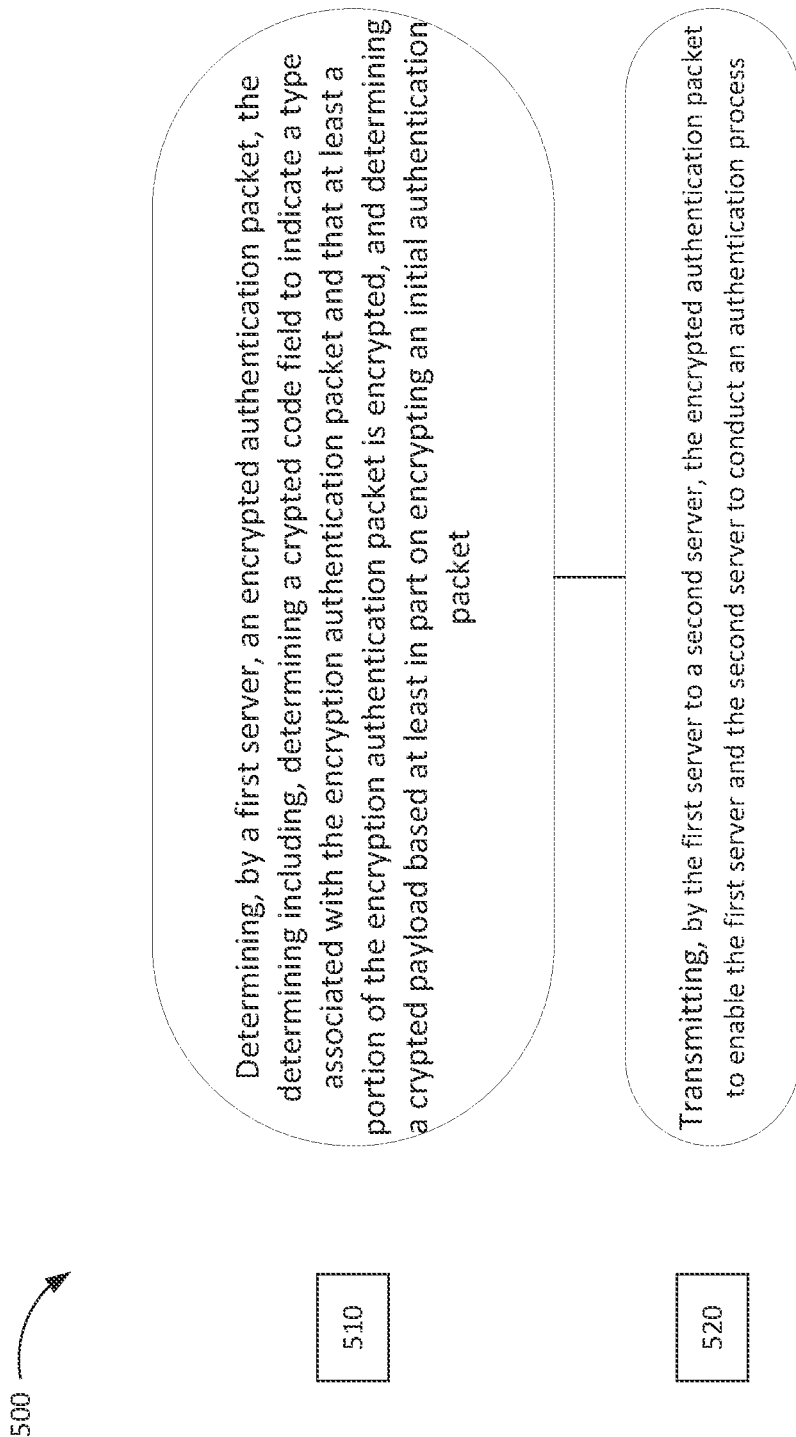 500
510
Determining, by a first server, an encrypted authentication packet, the
determining including, determining a crypted code field to indicate a type
associated with the encryption authentication packet and that at least a
portion of the encryption authentication packet is encrypted, and determining
a crypted payload based at least in part on encrypting an initial authentication
packet
520
Transmitting, by the first server to a second server, the encrypted authentication packet
to enable the first server and the second server to conduct an authentication process